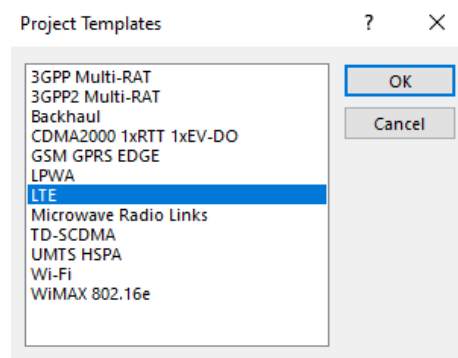 Project Templates ? ×
3GPP Multi-RAT
3GPP2 Multi-RAT
Backhaul
CDMA2000 1xRTT 1xEV-DO
GSM GPRS EDGE
LPWA
LTE
Microwave Radio Links
TD-SCDMA
UMTS HSPA
Wi-Fi
WiMAX 802.16e
OK
Cancel